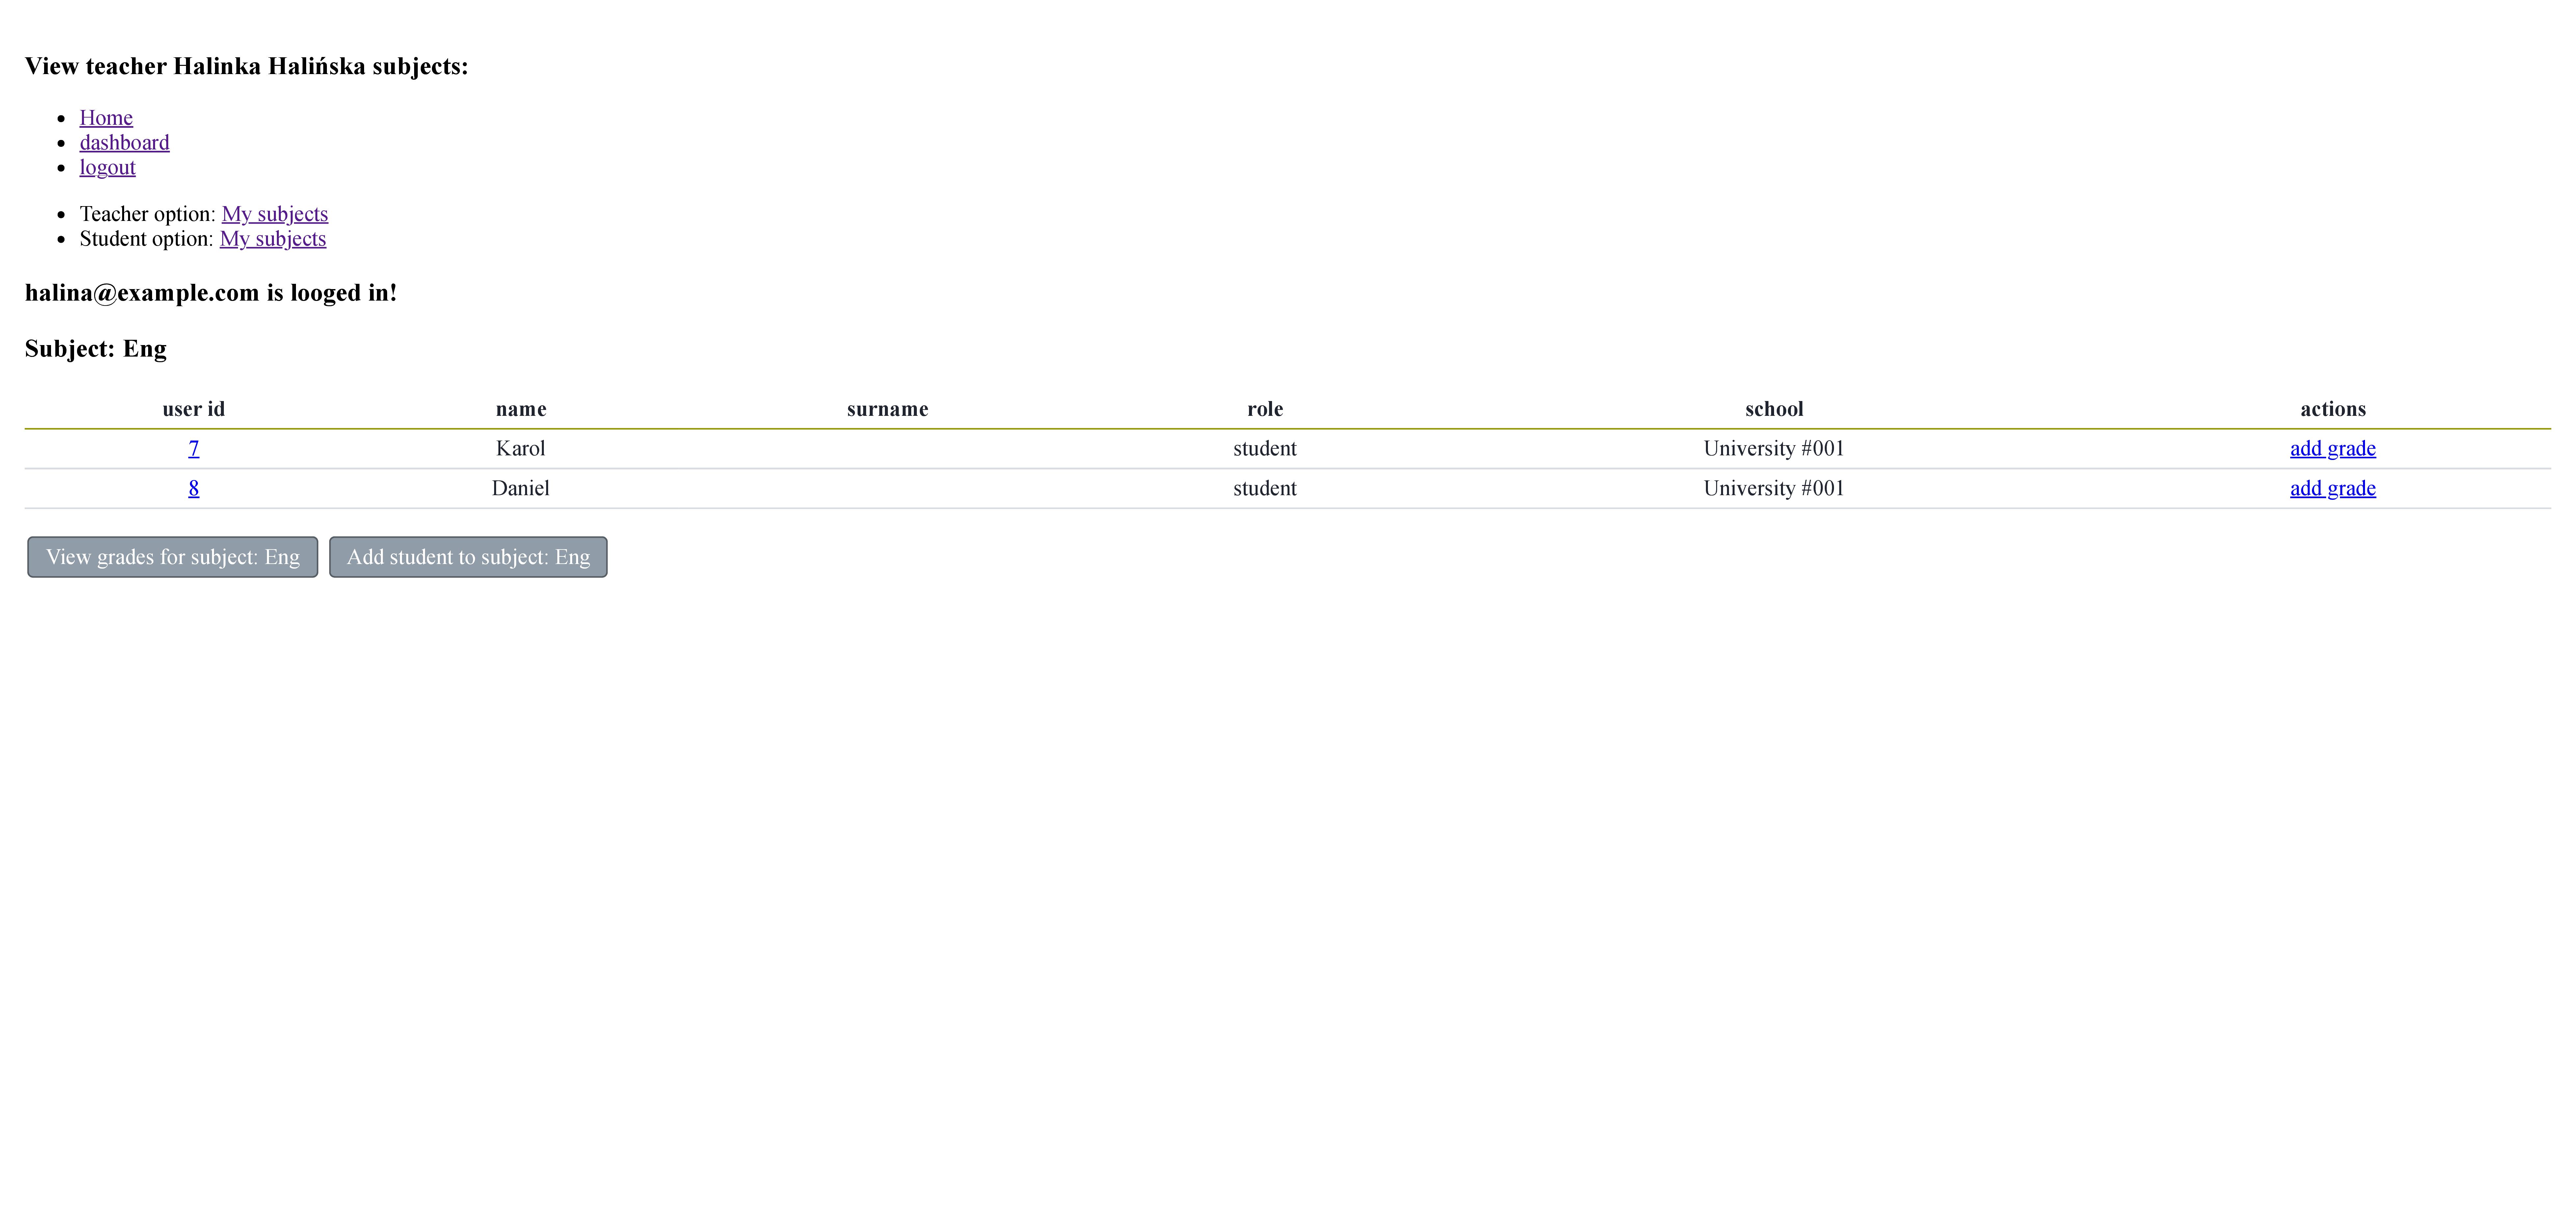 View teacher Halinka Halińska subjects:
Home
dashboard
logout
Teacher option: My subjects
Student option: My subjects
halina@example.com is looged in!
Subject: Eng
user id name surname role school actions
7 Karol student University #001 add grade
8 Daniel student University #001 add grade
View grades for subject: Eng Add student to subject: Eng